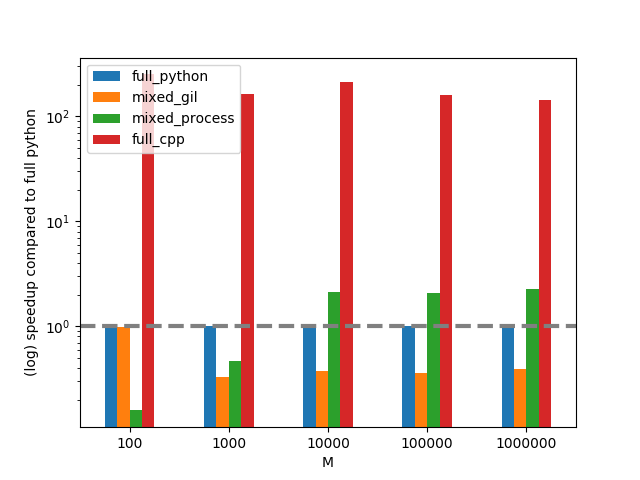 full_python
mixed_gil
mixed_process
full_cpp
(log) speedup compared to full python
10²
10¹
10⁰
100 1000 10000 100000 1000000
M